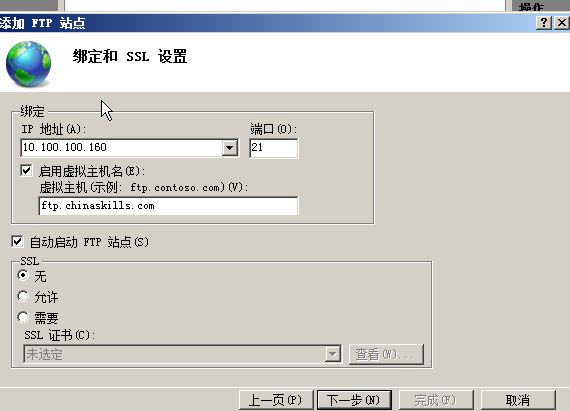 操作
添加 FTP 站点
绑定和 SSL 设置
绑定
IP 地址(A): 端口(O):
10.100.100.160 21
启用虚拟主机名(E):
虚拟主机(示例: ftp.contoso.com)(V):
ftp.chinaskills.com
自动启动 FTP 站点(S)
SSL
无
允许
需要
SSL 证书(C):
未选定 查看(W)...
上一页(P) 下一步(N) 完成(F) 取消